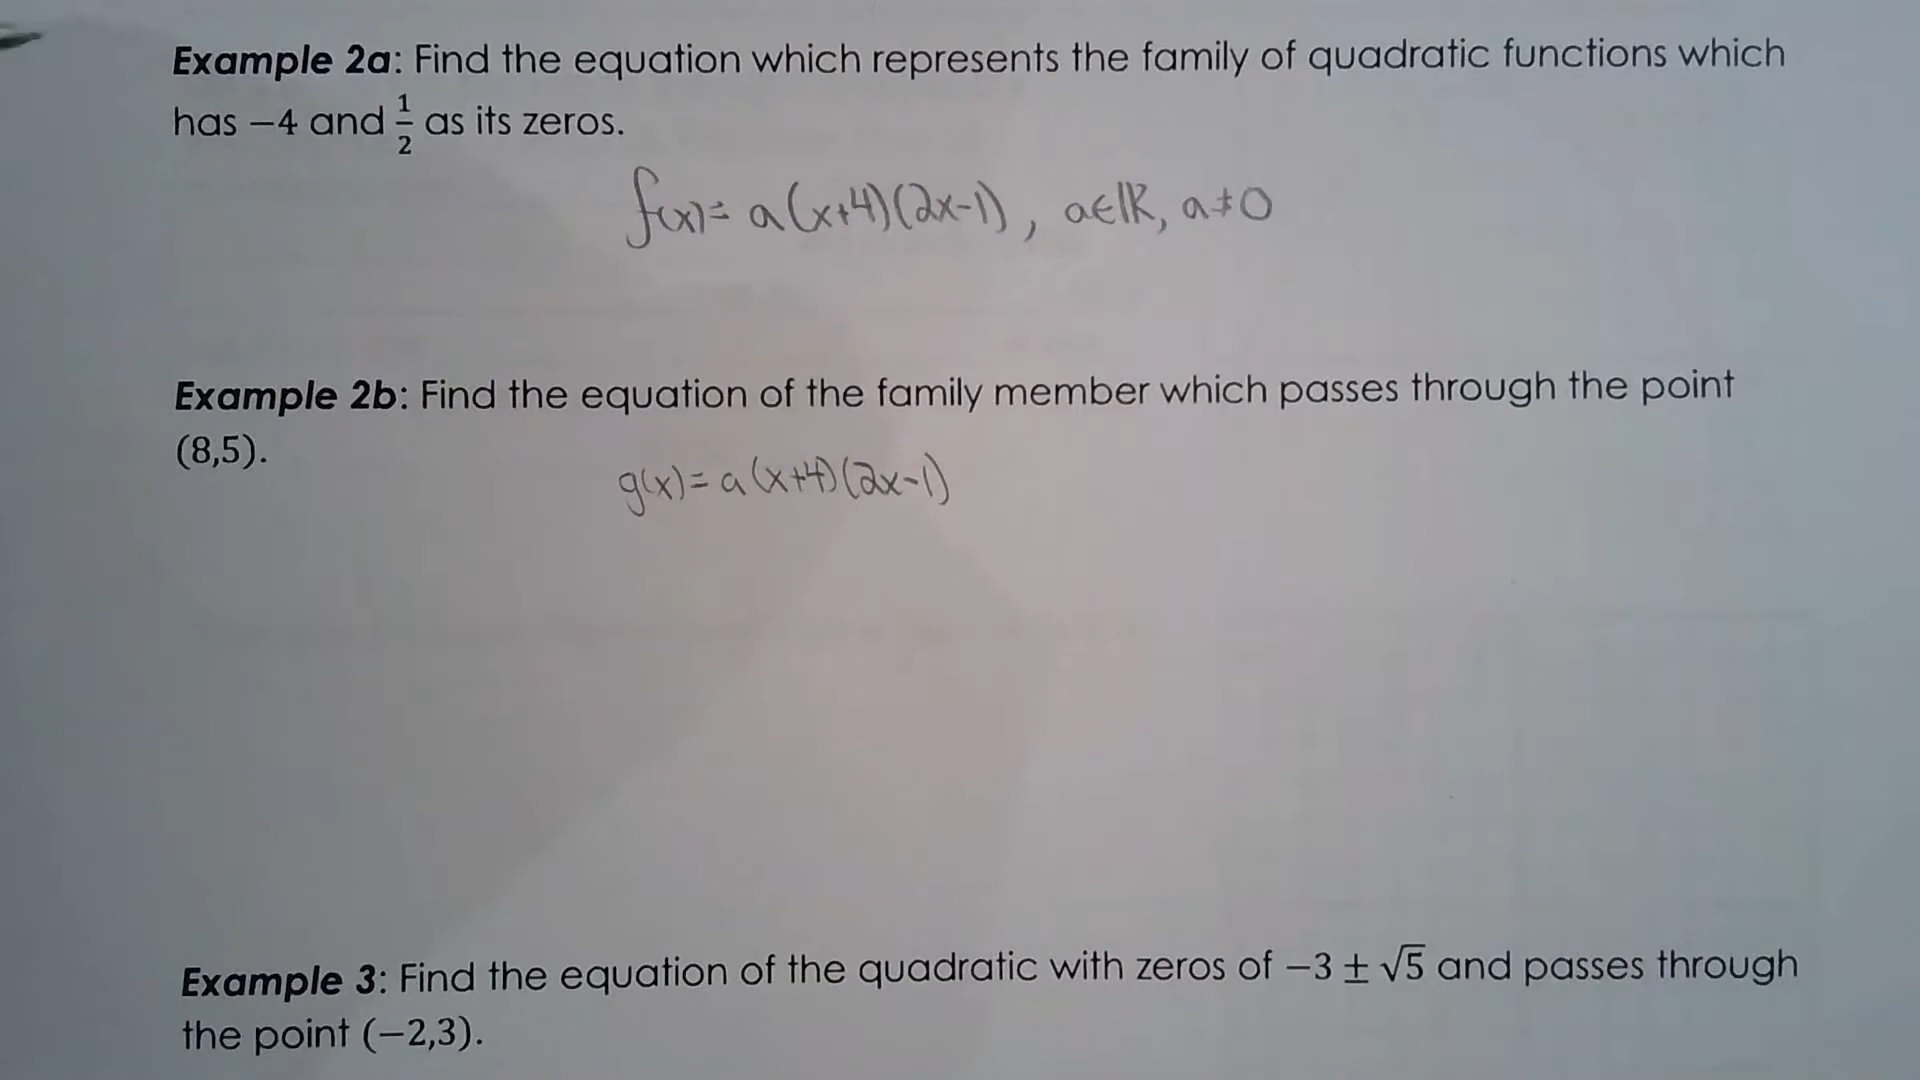 Example 2a: Find the equation which represents the family of quadratic functions which
has −4 and 1/2 as its zeros.
f(x)= a(x+4)(2x-1), a∈ℝ, a≠0
Example 2b: Find the equation of the family member which passes through the point
(8,5).
g(x)= a(x+4)(2x-1)
Example 3: Find the equation of the quadratic with zeros of −3 ± √5 and passes through
the point (−2,3).